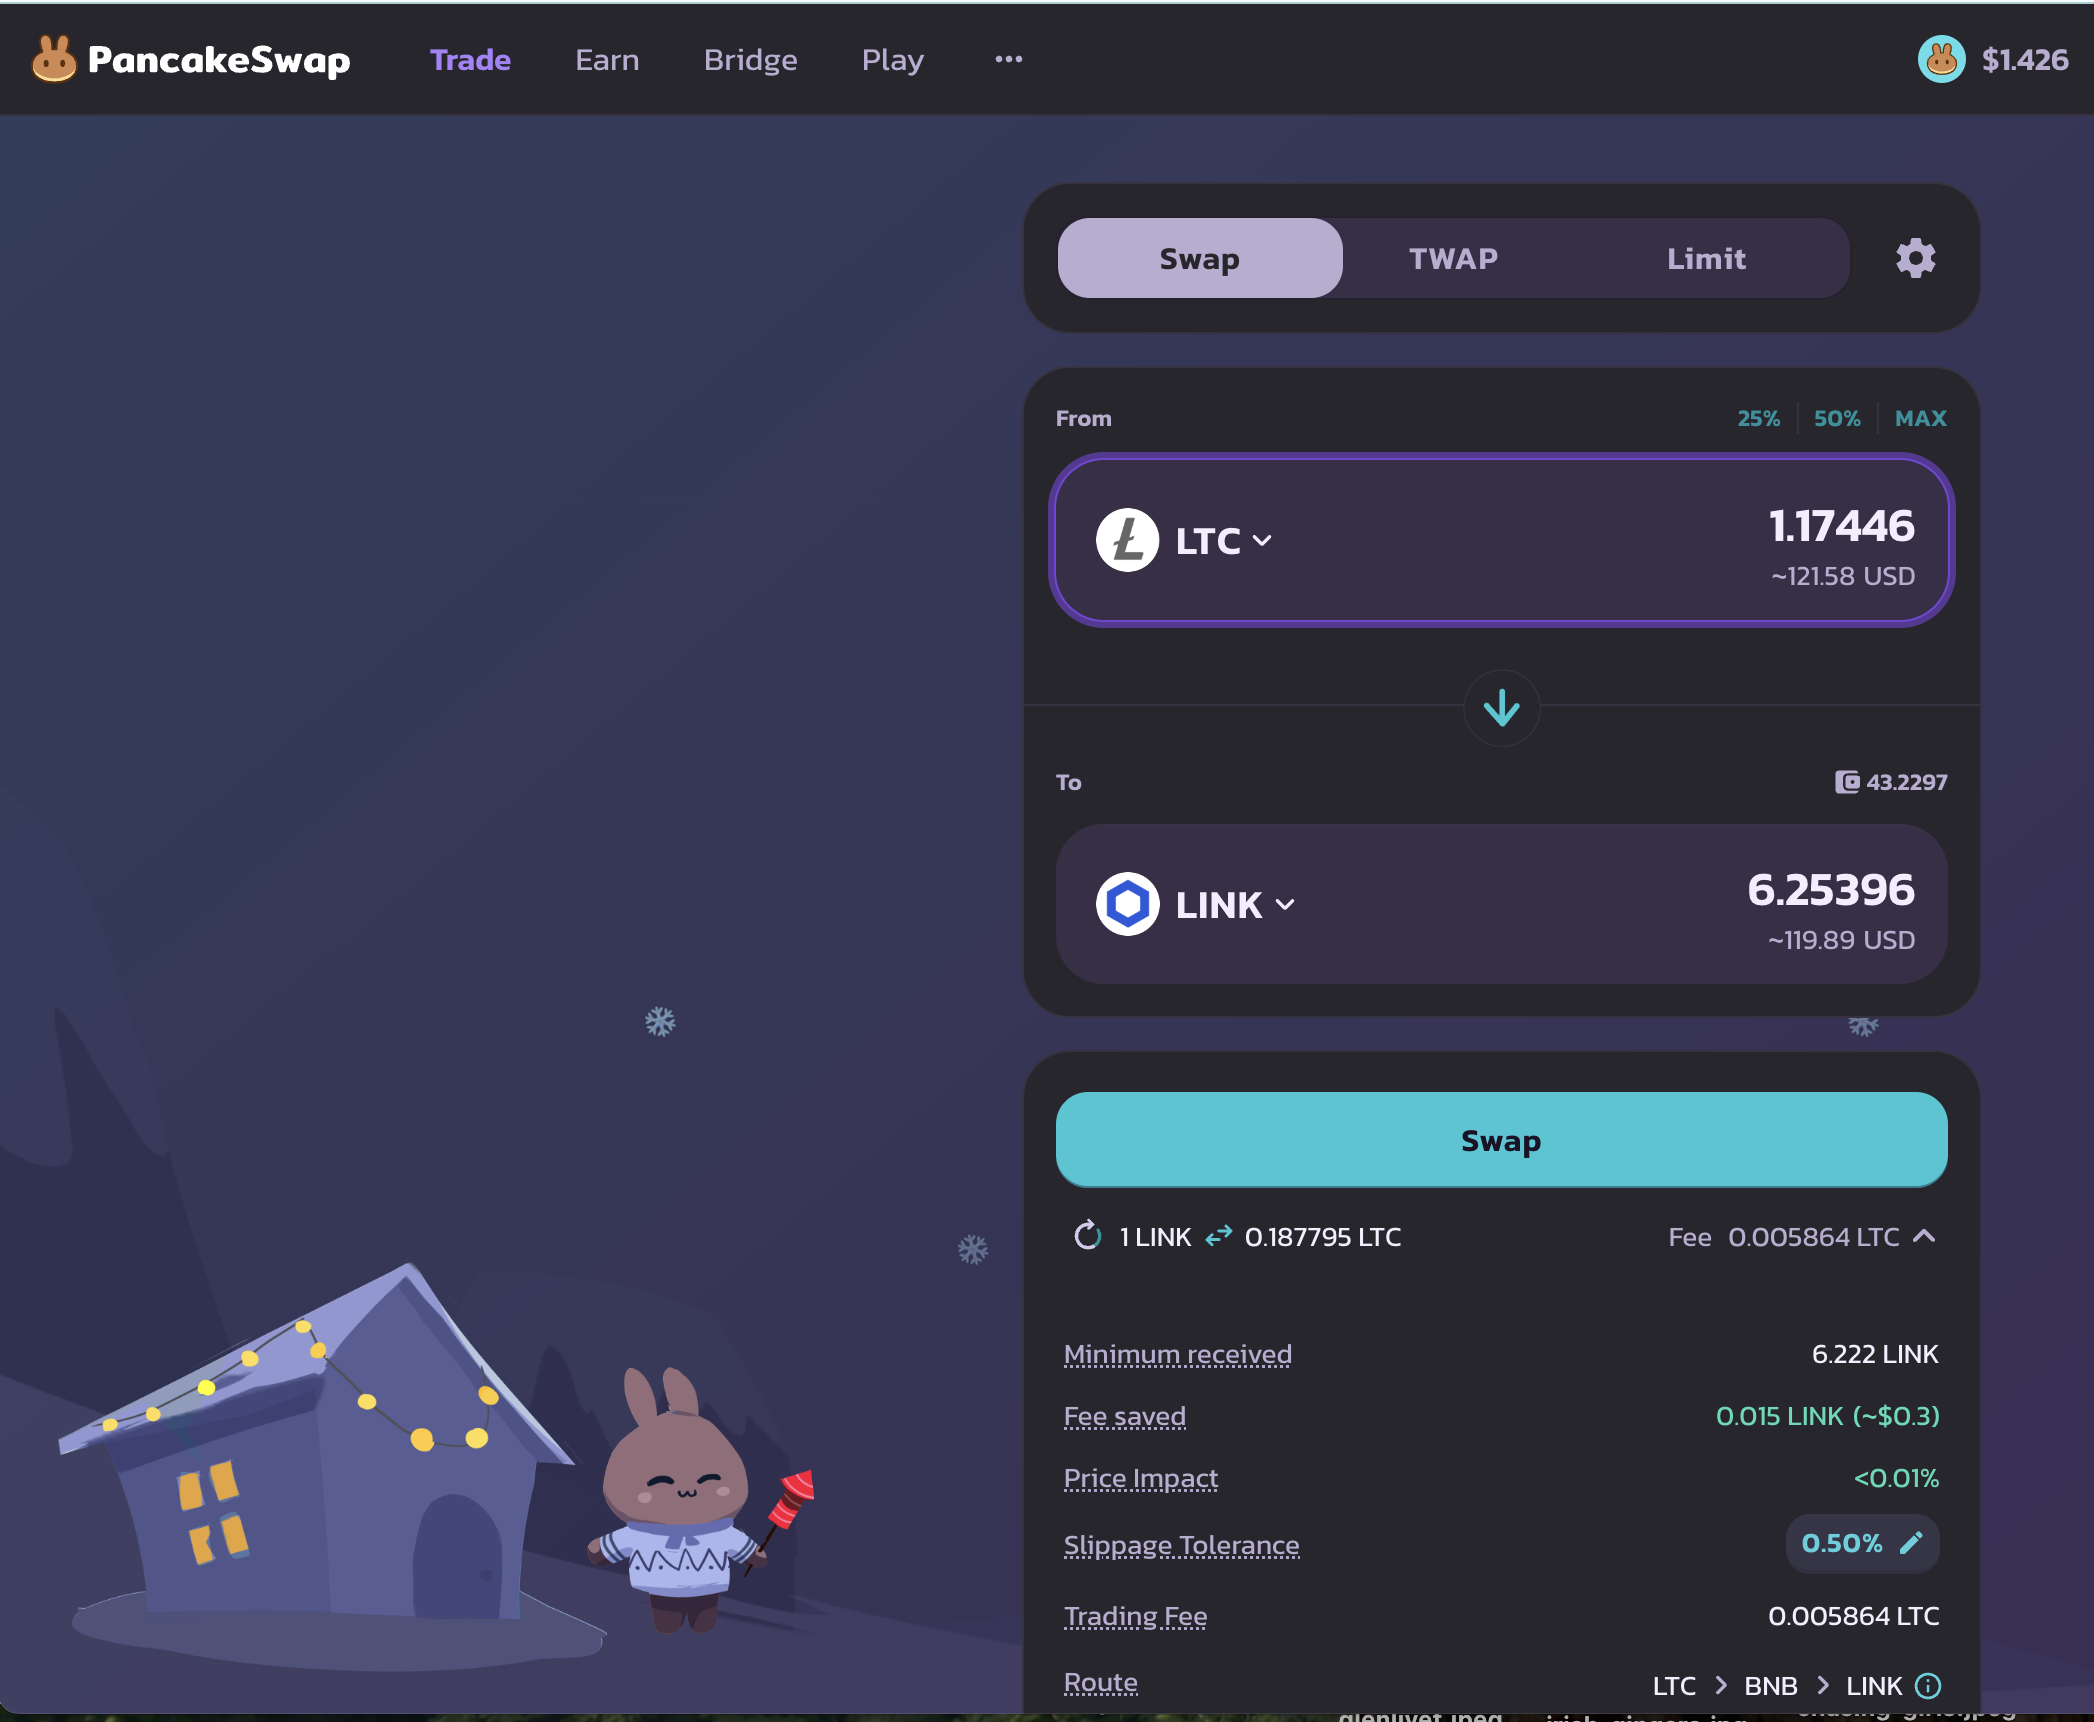 PancakeSwap Trade Earn Bridge Play ... $1.426
Swap TWAP Limit
From 25% 50% MAX
LTC 1.17446
~121.58 USD
To 43.2297
LINK 6.25396
~119.89 USD
Swap
1 LINK 0.187795 LTC Fee 0.005864 LTC
Minimum received 6.222 LINK
Fee saved 0.015 LINK (~$0.3)
Price Impact <0.01%
Slippage Tolerance 0.50%
Trading Fee 0.005864 LTC
Route LTC > BNB > LINK